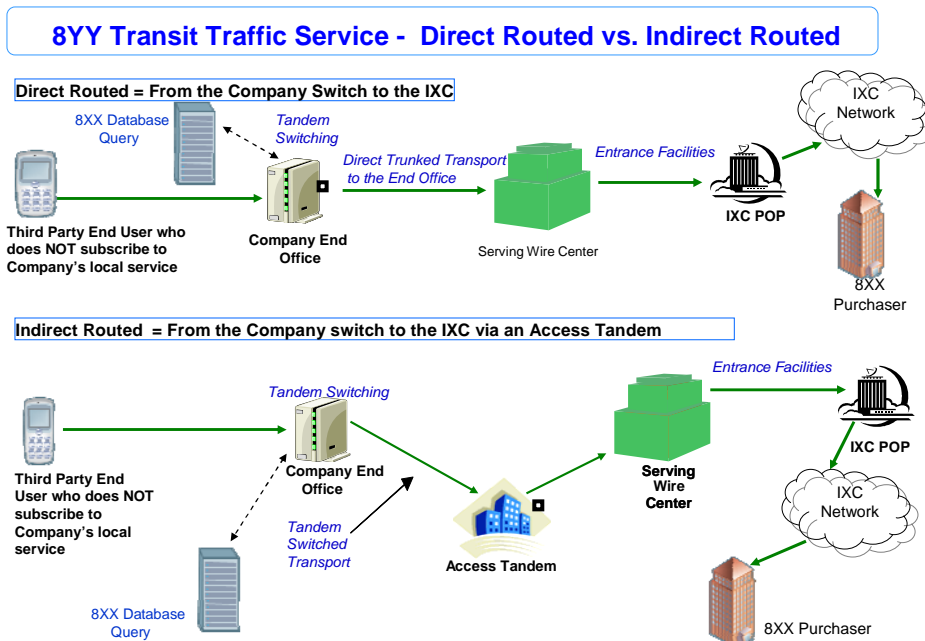 8YY Transit Traffic Service - Direct Routed vs. Indirect Routed
Direct Routed = From the Company Switch to the IXC
8XX Database
Query
Tandem
Switching
Direct Trunked Transport
to the End Office
Entrance Facilities
IXC
Network
IXC POP
Third Party End User who
does NOT subscribe to
Company's local service
Company End
Office
Serving Wire Center
8XX
Purchaser
Indirect Routed = From the Company switch to the IXC via an Access Tandem
Tandem Switching
Entrance Facilities
Company End
Office
Serving
Wire
Center
IXC POP
Third Party End
User who does NOT
subscribe to
Company's local
service
Tandem
Switched
Transport
Access Tandem
IXC
Network
8XX Database
Query
8XX Purchaser